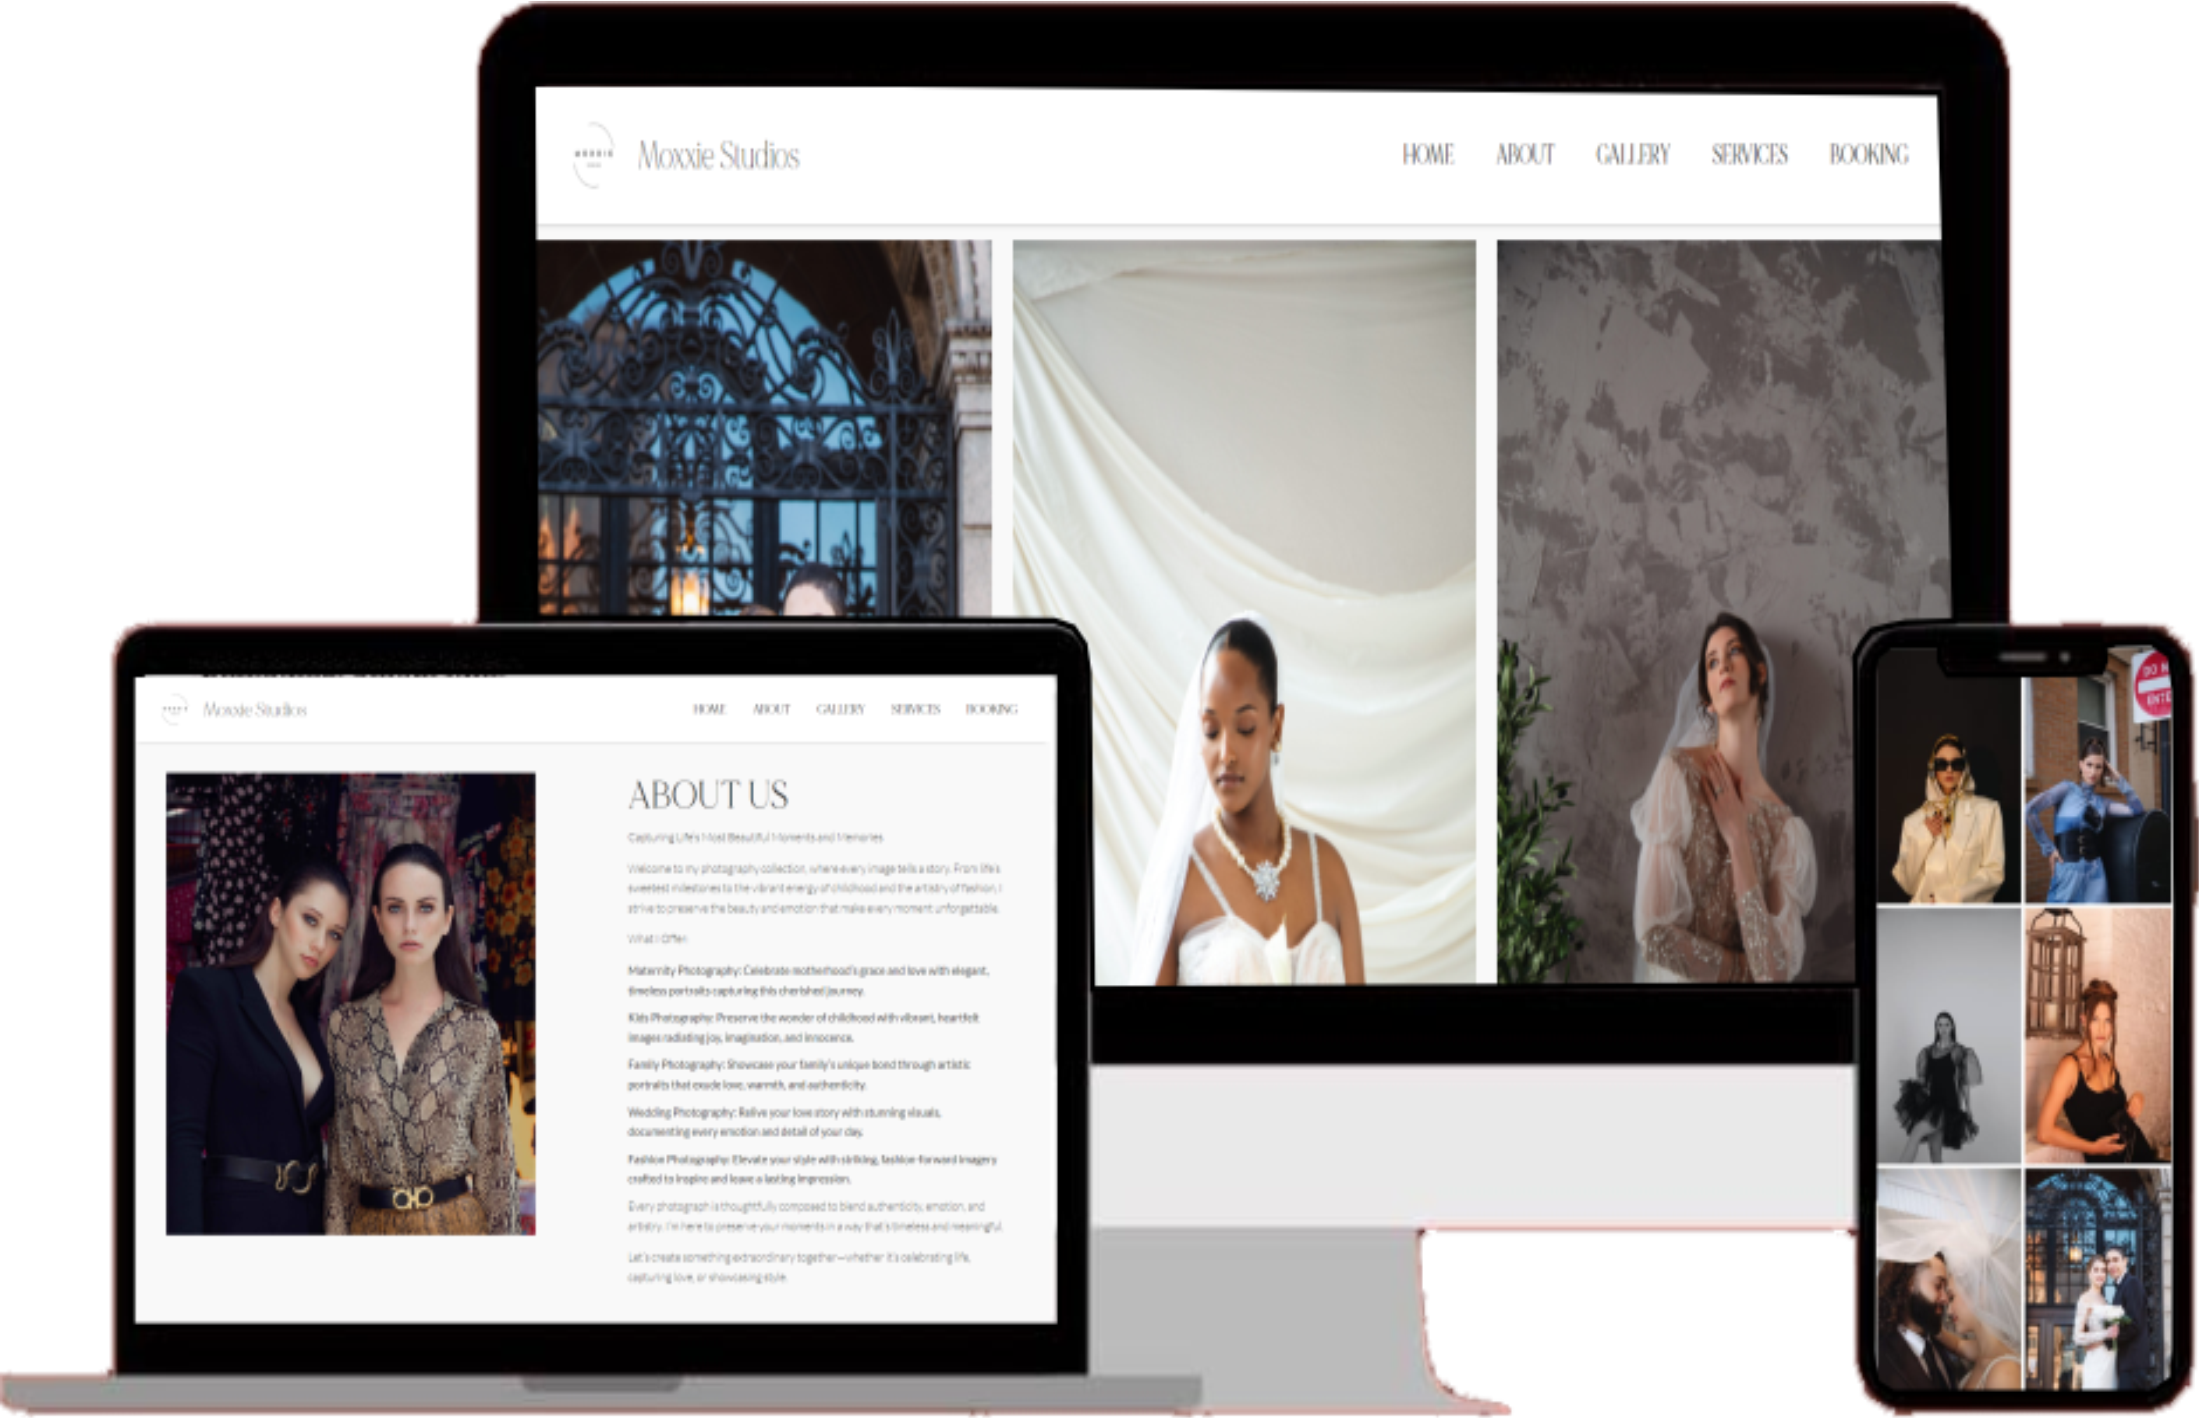 MOXXIE
Moxxie Studios
HOME ABOUT GALLERY SERVICES BOOKING
Moxxie Studios
HOME ABOUT GALLERY SERVICES BOOKING
ABOUT US
Capturing Life's Most Beautiful Moments and Memories
Welcome to my photography collection, where every image tells a story. From life's
sweetest milestones to the vibrant energy of childhood and the artistry of fashion, I
strive to preserve the beauty and emotion that make every moment unforgettable.
What I Offer:
Maternity Photography: Celebrate motherhood's grace and love with elegant,
timeless portraits capturing this cherished journey.
Kids Photography: Preserve the wonder of childhood with vibrant, heartfelt
images radiating joy, imagination, and innocence.
Family Photography: Showcase your family's unique bond through artistic
portraits that exude love, warmth, and authenticity.
Wedding Photography: Relive your love story with stunning visuals,
documenting every emotion and detail of your day.
Fashion Photography: Elevate your style with striking, fashion-forward imagery
crafted to inspire and leave a lasting impression.
Every photograph is thoughtfully composed to blend authenticity, emotion, and
artistry. I'm here to preserve your moments in a way that's timeless and meaningful.
Let's create something extraordinary together—whether it's celebrating life,
capturing love, or showcasing style.
DO N
ENTE